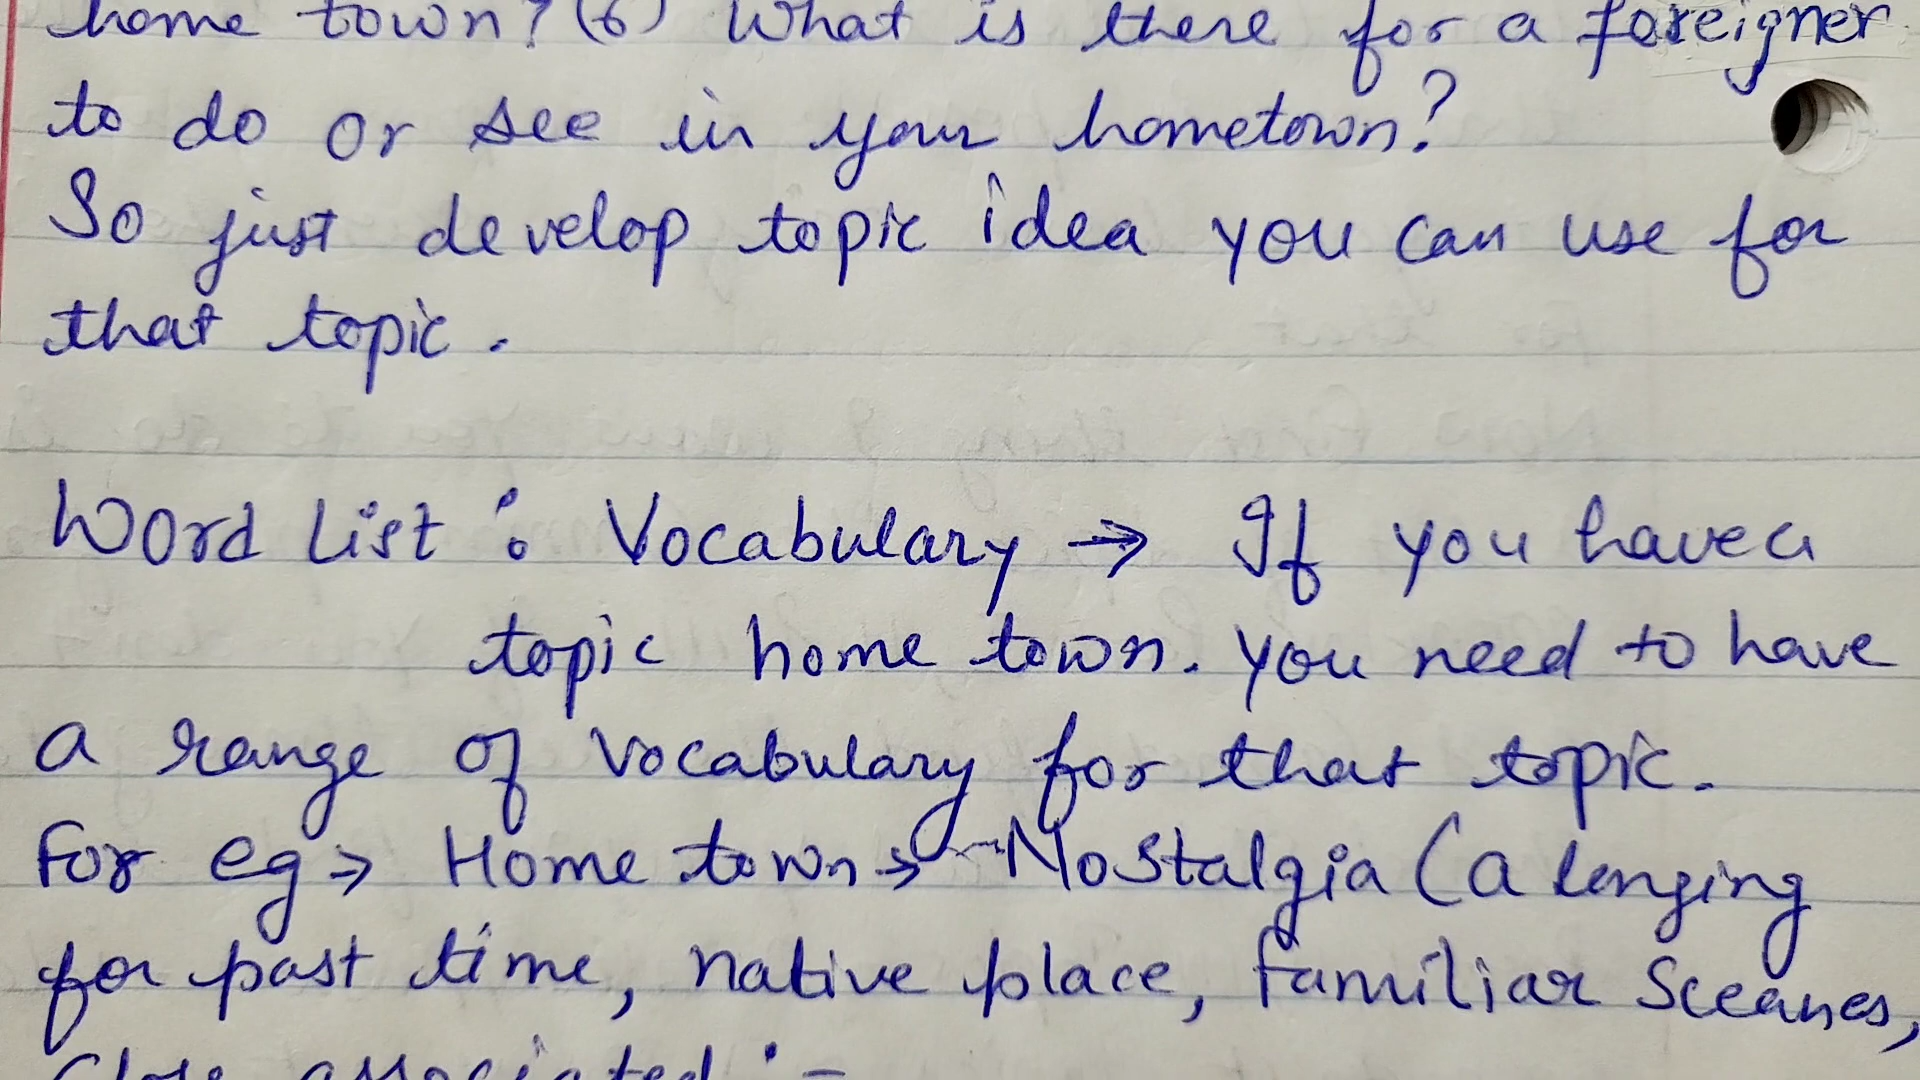 home town? (6) What is there for a foreigner
to do or see in your hometown?
So just develop topic idea you can use for
that topic.
Word List : Vocabulary → If you have a
topic home town. you need to have
a range of Vocabulary for that topic.
For eg → Home town → Nostalgia (a longing
for past time, native place, familiar Sceanes,
Close associated :-